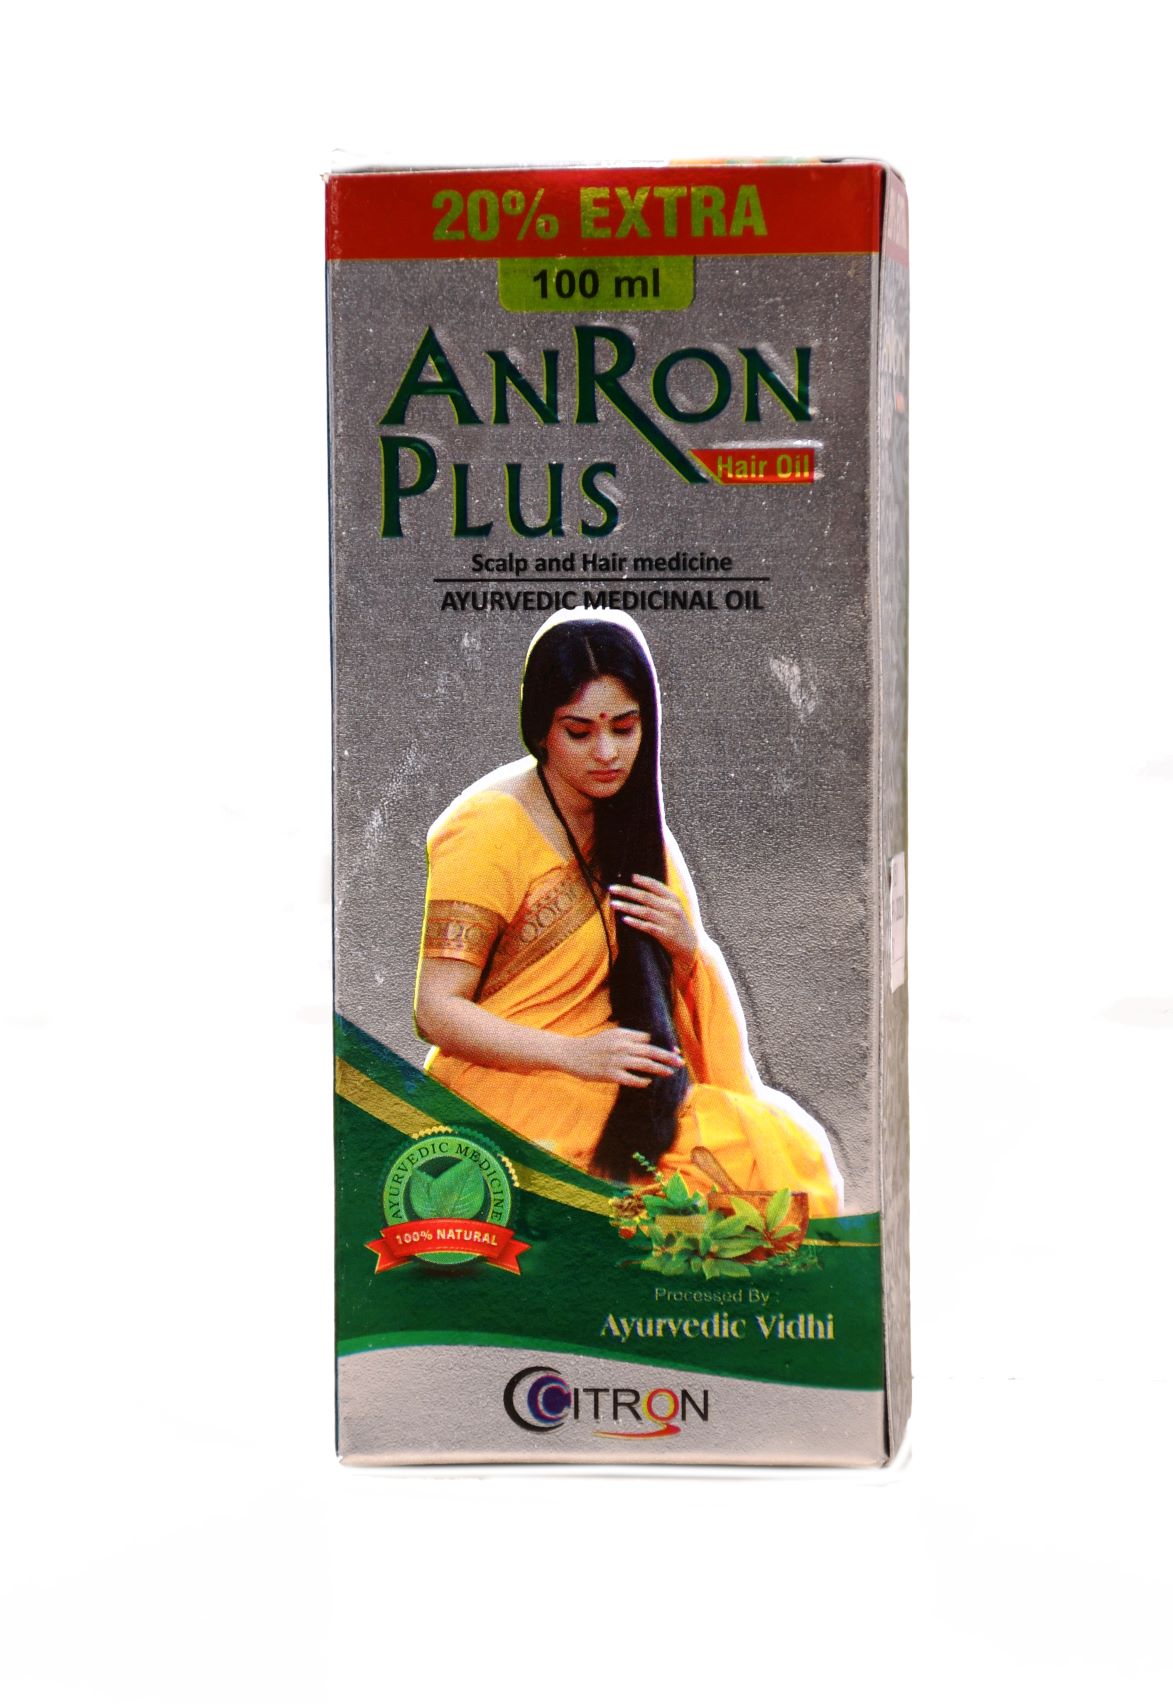 20% EXTRA
100 ml
ANRON
PLUS
Hair Oil
Scalp and Hair medicine
AYURVEDIC MEDICINAL OIL
AYURVEDIC MEDICINE
100% NATURAL
Processed By :
Ayurvedic Vidhi
CITRON